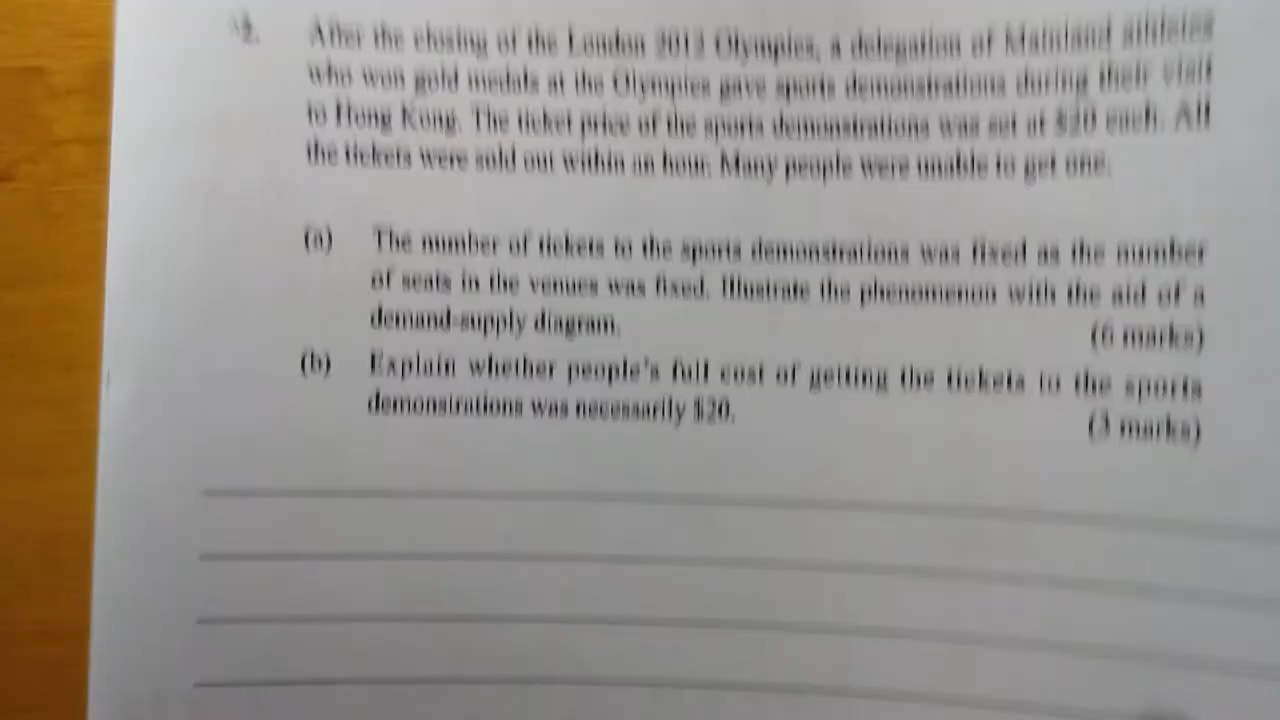 2. After the closing of the London 2012 Olympics, a delegation of Mainland athletes
who won gold medals at the Olympics gave sports demonstrations during their visit
to Hong Kong. The ticket price of the sports demonstrations was set at $20 each. All
the tickets were sold out within an hour. Many people were unable to get one.
(a) The number of tickets to the sports demonstrations was fixed as the number
of seats in the venues was fixed. Illustrate the phenomenon with the aid of a
demand-supply diagram. (6 marks)
(b) Explain whether people's full cost of getting the tickets to the sports
demonstrations was necessarily $20. (3 marks)